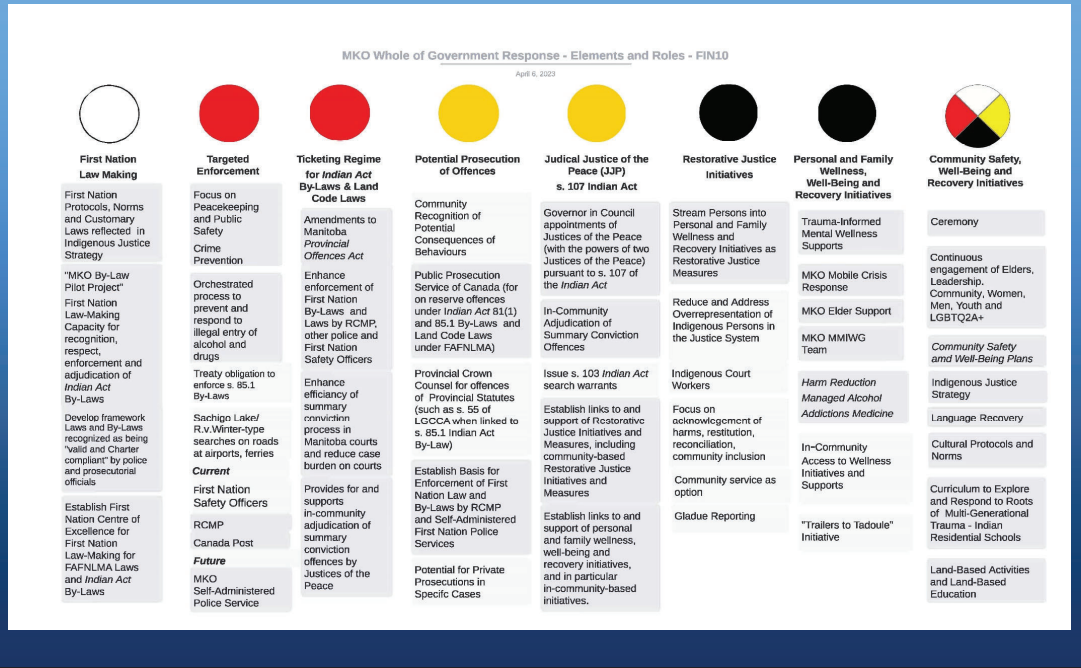 MKO Whole of Government Response - Elements and Roles - FIN10
April 6, 2023
First Nation
Law Making
First Nation
Protocols, Norms
and Customary
Laws reflected in
Indigenous Justice
Strategy
"MKO By-Law
Pilot Project"
First Nation
Law-Making
Capacity for
recognition,
respect,
enforcement and
adjudication of
Indian Act
By-Laws
Develop framework
Laws and By-Laws
recognized as being
"valid and Charter
compliant" by police
and prosecutorial
officials
Establish First
Nation Centre of
Excellence for
First Nation
Law-Making for
FAFNLMA Laws
and Indian Act
By-Laws
Targeted
Enforcement
Focus on
Peacekeeping
and Public
Safety
Crime
Prevention
Orchestrated
process to
prevent and
respond to
illegal entry of
alcohol and
drugs
Treaty obligation to
enforce s. 85.1
By-Laws
Sachigo Lake/
R.v.Winter-type
searches on roads
at airports, ferries
Current
First Nation
Safety Officers
RCMP
Canada Post
Future
MKO
Self-Administered
Police Service
Ticketing Regime
for Indian Act
By-Laws & Land
Code Laws
Amendments to
Manitoba
Provincial
Offences Act
Enhance
enforcement of
First Nation
By-Laws and
Laws by RCMP,
other police and
First Nation
Safety Officers
Enhance
efficiancy of
summary
conviction
process in
Manitoba courts
and reduce case
burden on courts
Provides for and
supports
in-community
adjudication of
summary
conviction
offences by
Justices of the
Peace
Potential Prosecution
of Offences
Community
Recognition of
Potential
Consequences of
Behaviours
Public Prosecution
Service of Canada (for
on reserve offences
under Indian Act 81(1)
and 85.1 By-Laws and
Land Code Laws
under FAFNLMA)
Provincial Crown
Counsel for offences
of Provincial Statutes
(such as s. 55 of
LGCCA when linked to
s. 85.1 Indian Act
By-Law)
Establish Basis for
Enforcement of First
Nation Law and
By-Laws by RCMP
and Self-Administered
First Nation Police
Services
Potential for Private
Prosecutions in
Specifc Cases
Judical Justice of the
Peace (JJP)
s. 107 Indian Act
Governor in Council
appointments of
Justices of the Peace
(with the powers of two
Justices of the Peace)
pursuant to s. 107 of
the Indian Act
In-Community
Adjudication of
Summary Conviction
Offences
Issue s. 103 Indian Act
search warrants
Establish links to and
support of Restorative
Justice Initiatives and
Measures, including
community-based
Restorative Justice
Initiatives and
Measures
Establish links to and
support of personal
and family wellness,
well-being and
recovery initiatives,
and in particular
in-community-based
initiatives.
Restorative Justice
Initiatives
Stream Persons into
Personal and Family
Wellness and
Recovery Initiatives as
Restorative Justice
Measures
Reduce and Address
Overrepresentation of
Indigenous Persons in
the Justice System
Indigenous Court
Workers
Focus on
acknowlegement of
harms, restitution,
reconciliation,
community inclusion
Community service as
option
Gladue Reporting
Personal and Family
Wellness,
Well-Being and
Recovery Initiatives
Trauma-Informed
Mental Wellness
Supports
MKO Mobile Crisis
Response
MKO Elder Support
MKO MMIWG
Team
Harm Reduction
Managed Alcohol
Addictions Medicine
In-Community
Access to Wellness
Initiatives and
Supports
"Trailers to Tadoule"
Initiative
Community Safety,
Well-Being and
Recovery Initiatives
Ceremony
Continuous
engagement of Elders,
Leadership.
Community, Women,
Men, Youth and
LGBTQ2A+
Community Safety
amd Well-Being Plans
Indigenous Justice
Strategy
Language Recovery
Cultural Protocols and
Norms
Curriculum to Explore
and Respond to Roots
of Multi-Generational
Trauma - Indian
Residential Schools
Land-Based Activities
and Land-Based
Education